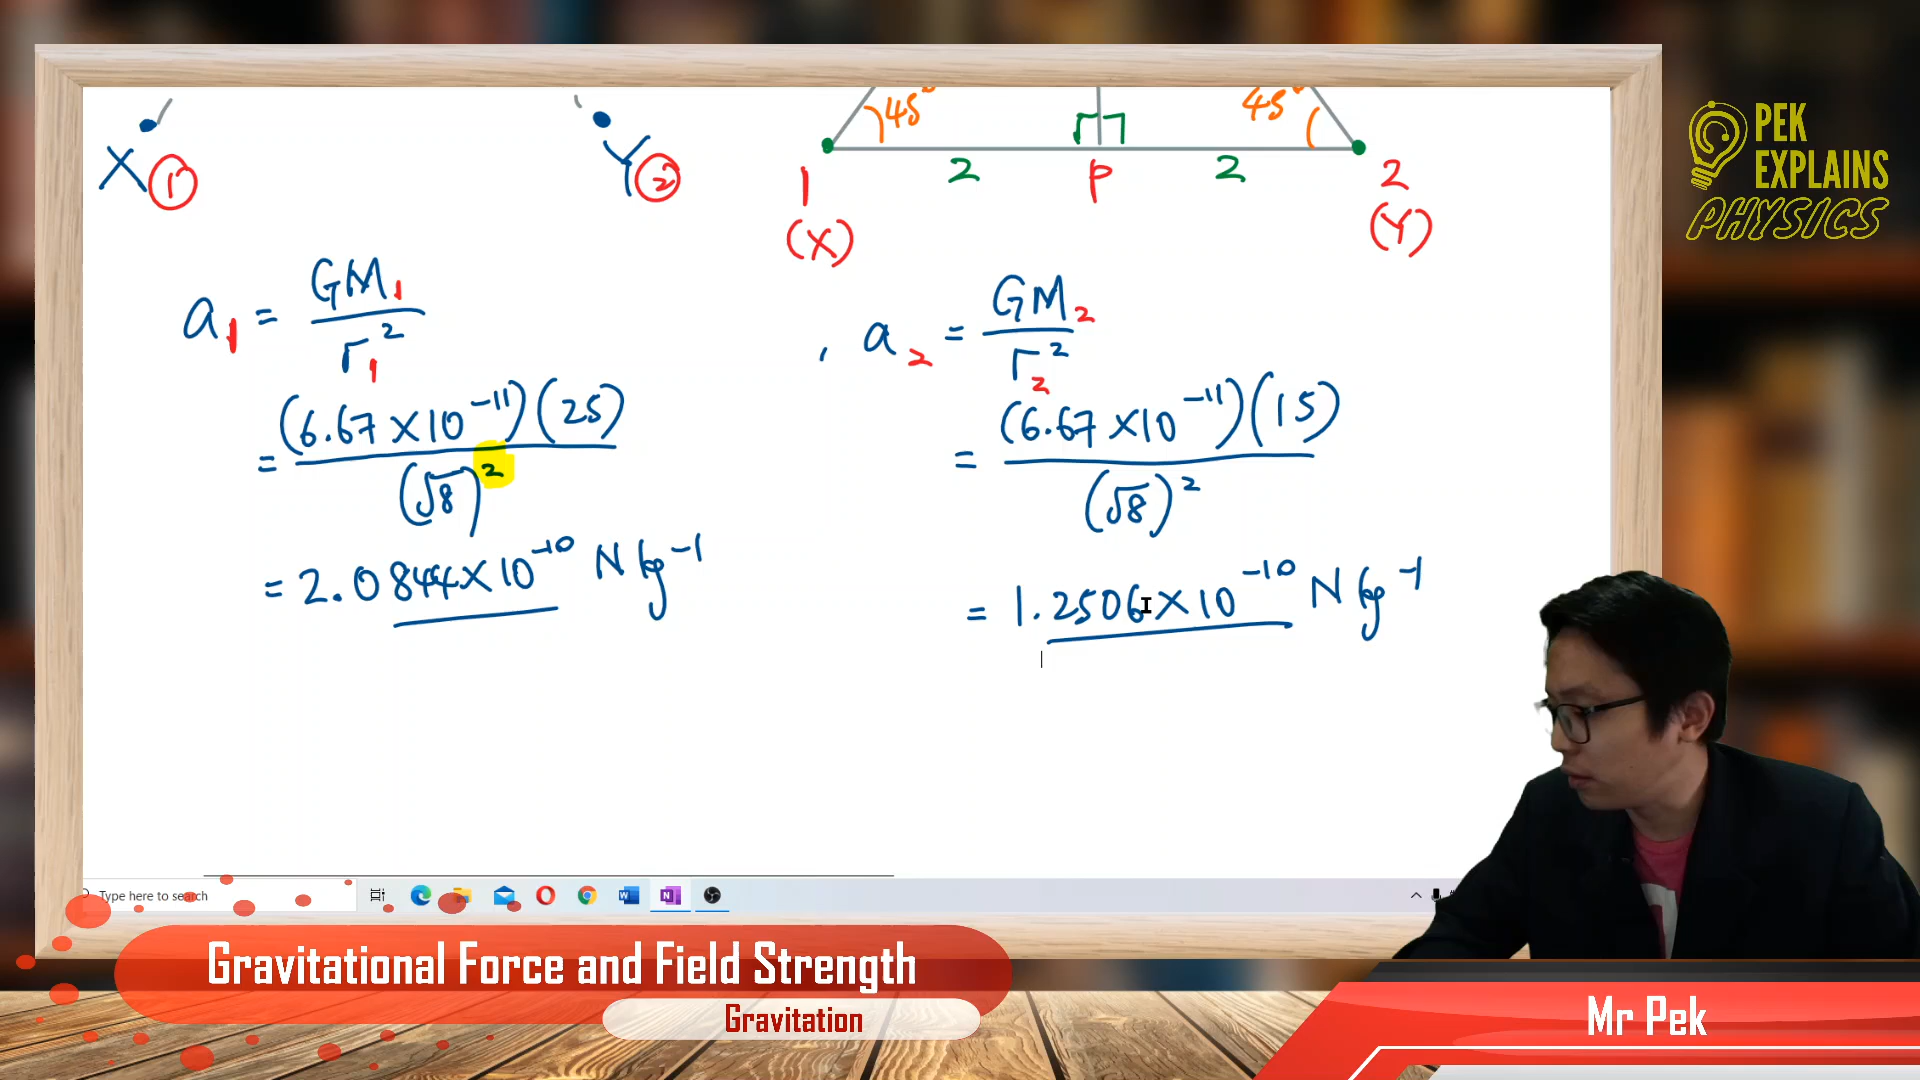 PEK
EXPLAINS
PHYSICS
45°
45°
X 1
Y 2
1
2
P
2
2
(X)
(Y)
a1 = GM1 / r1²
, a2 = GM2 / r2²
= (6.67 × 10⁻¹¹)(25) / (√8)²
= (6.67 × 10⁻¹¹)(15) / (√8)²
= 2.0844 × 10⁻¹⁰ N kg⁻¹
= 1.2506 × 10⁻¹⁰ N kg⁻¹
Type here to search
Gravitational Force and Field Strength
Gravitation
Mr Pek